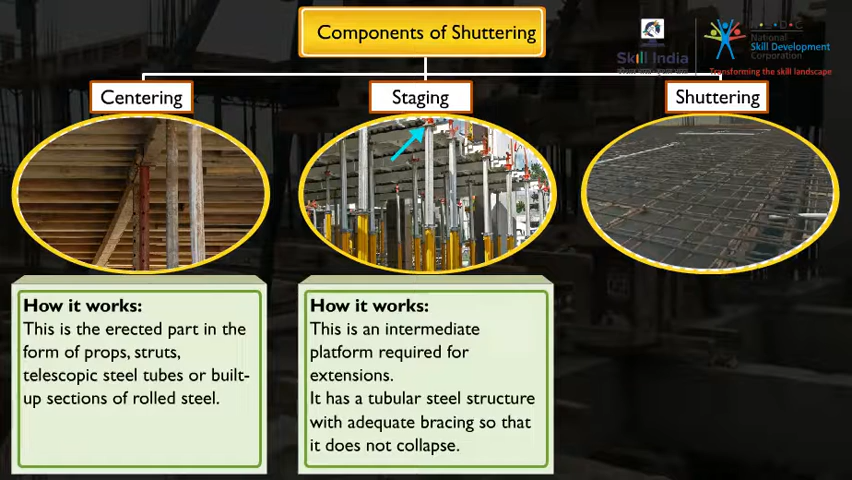 Components of Shuttering
Skill India
N · S · D · C
National
Skill Development
Corporation
Transforming the skill landscape
Centering
Staging
Shuttering
How it works:
This is the erected part in the
form of props, struts,
telescopic steel tubes or built-
up sections of rolled steel.
How it works:
This is an intermediate
platform required for
extensions.
It has a tubular steel structure
with adequate bracing so that
it does not collapse.